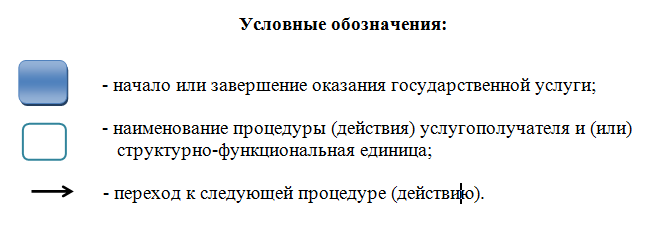 Условные обозначения:
- начало или завершение оказания государственной услуги;
- наименование процедуры (действия) услугополучателя и (или)
структурно-функциональная единица;
- переход к следующей процедуре (действию).